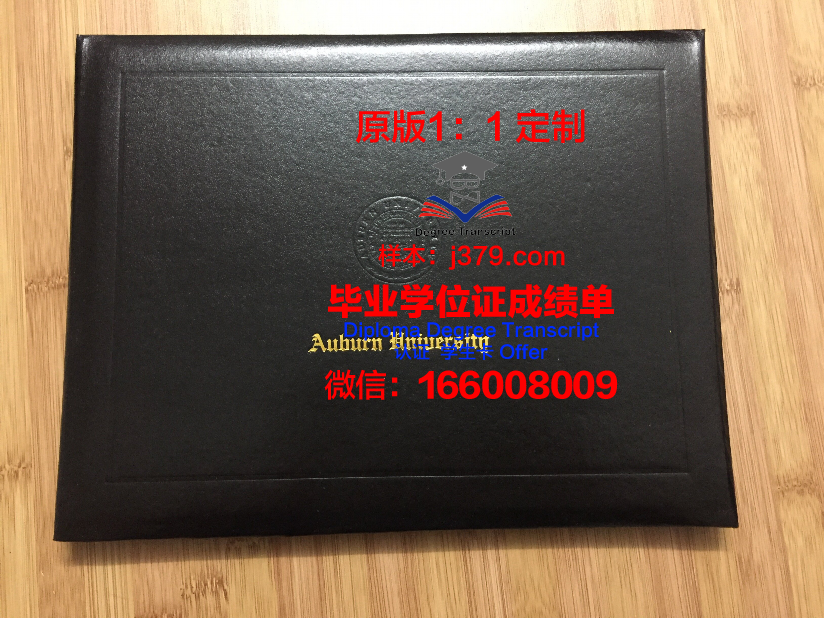 原版1：1 定制
Degree Transcript
样本：j379.com
毕业学位证成绩单
Diploma Degree Transcript
Auburn University
认证 学生卡 Offer
微信：166008009